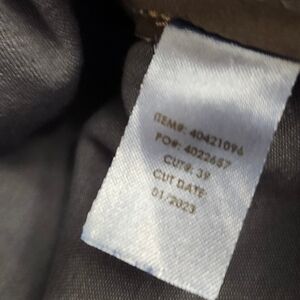 ITEM#: 40421096
PO#: 4022657
CUT#: 39
CUT DATE:
01/2023